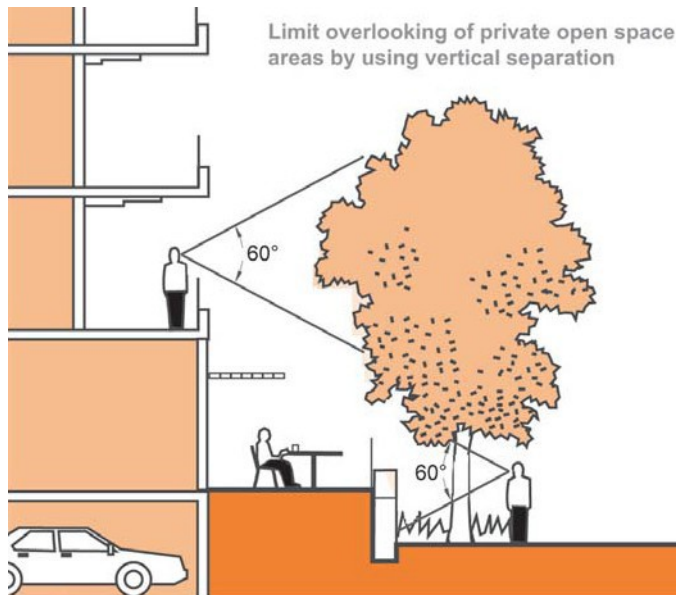 Limit overlooking of private open space
areas by using vertical separation
60°
60°